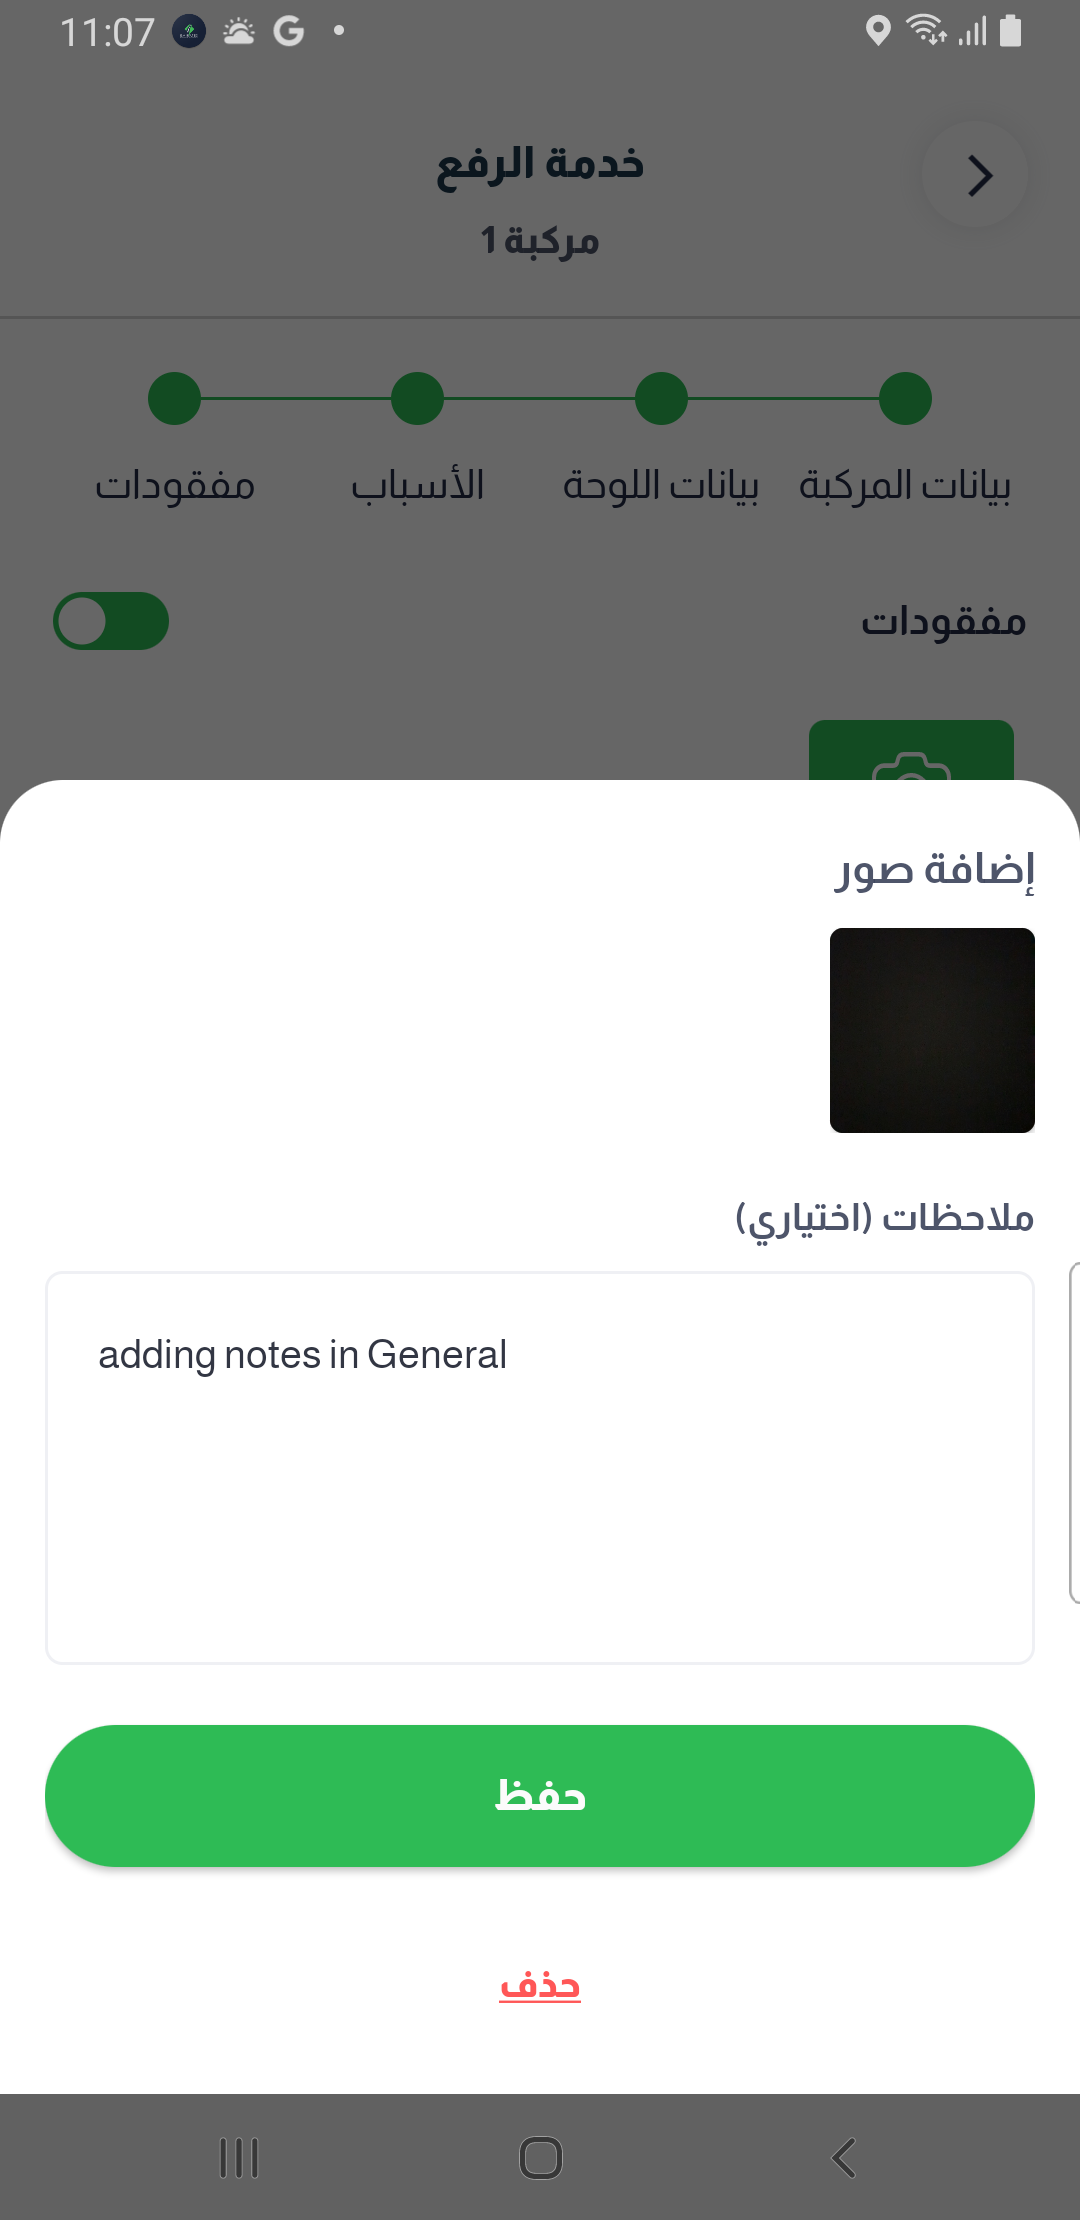 11:07
خدمة الرفع
مركبة 1
بيانات المركبة
بيانات اللوحة
الأسباب
مفقودات
مفقودات
إضافة صور
ملاحظات (اختياري)
adding notes in General
حفظ
حذف